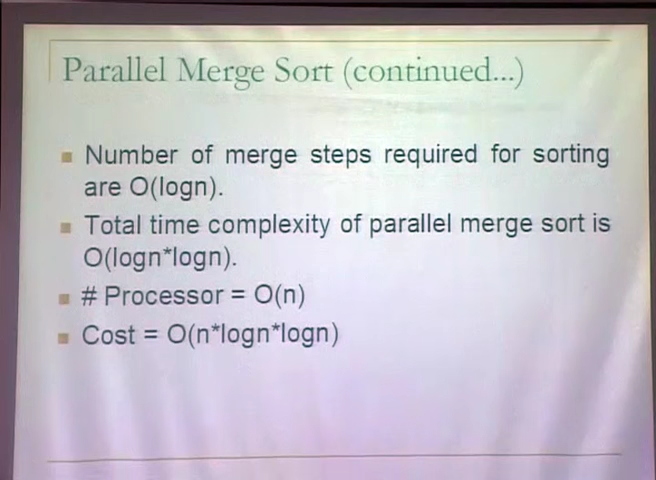 Parallel Merge Sort (continued...)
Number of merge steps required for sorting
are O(logn).
Total time complexity of parallel merge sort is
O(logn*logn).
# Processor = O(n)
Cost = O(n*logn*logn)